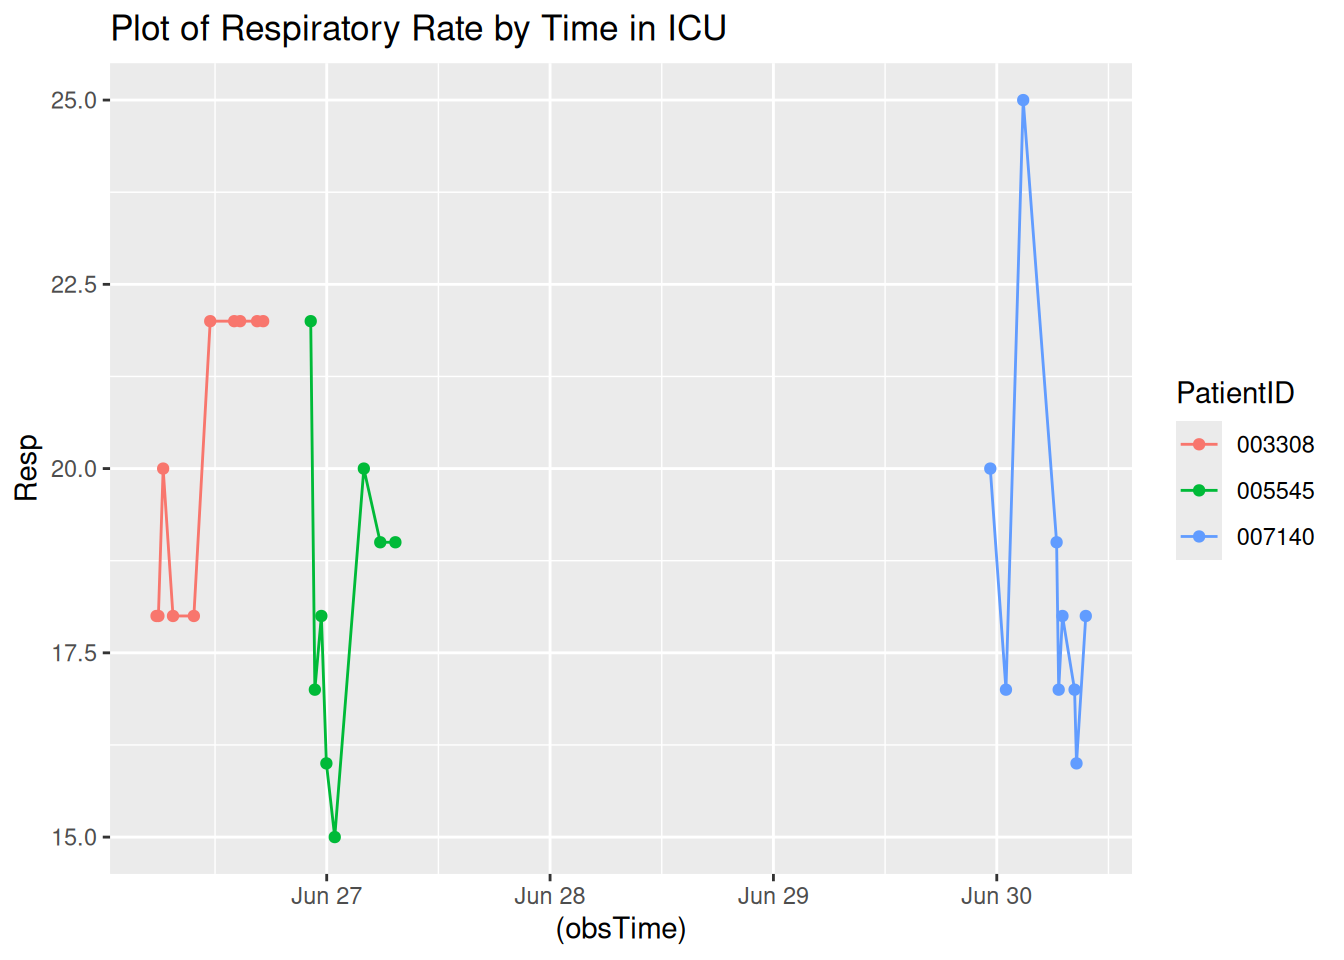 Plot of Respiratory Rate by Time in ICU
25.0
22.5
20.0
17.5
15.0
Resp
Jun 27 Jun 28 Jun 29 Jun 30
(obsTime)
PatientID
003308
005545
007140